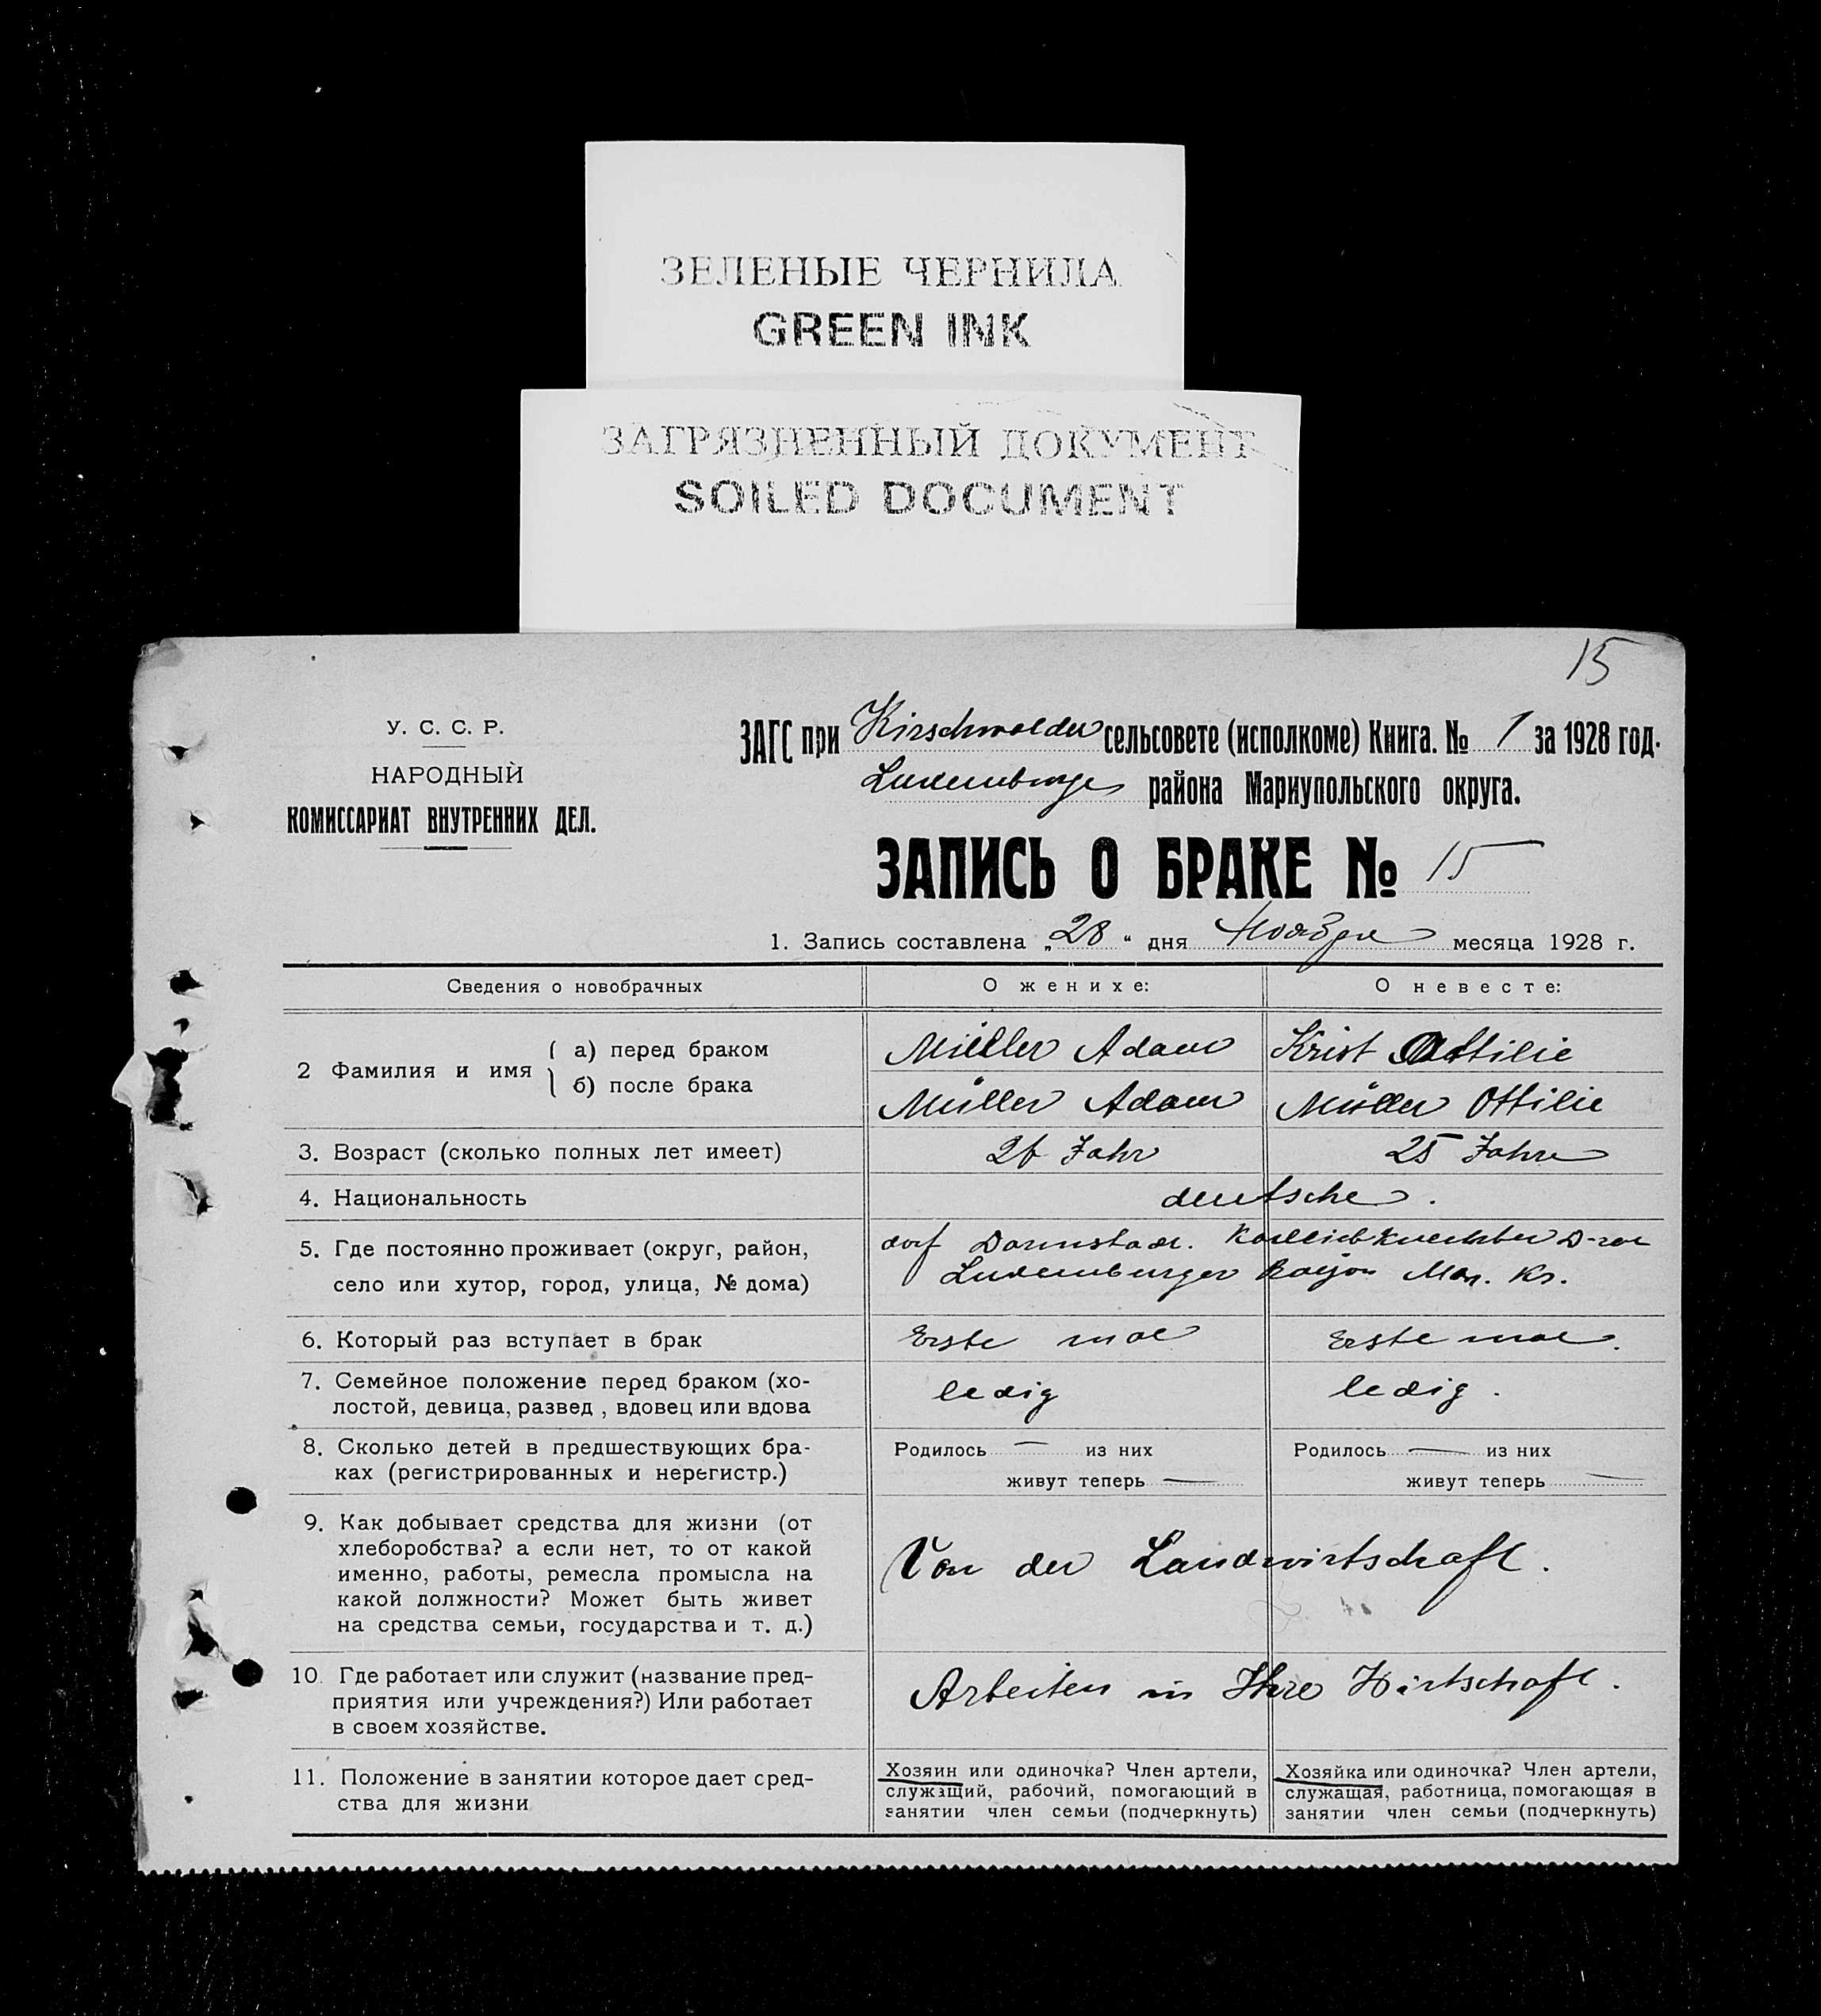 ЗЕЛЕНЫЕ ЧЕРНИЛА
GREEN INK
ЗАГРЯЗНЕННЫЙ ДОКУМЕНТ
SOILED DOCUMENT
15
У. С. С. Р.
НАРОДНЫЙ
КОМИССАРИАТ ВНУТРЕННИХ ДЕЛ.
ЗАГС при Kirschwalder сельсовете (исполкоме) Книга. № 1 за 1928 год.
Luxemburger района Мариупольского округа.
ЗАПИСЬ О БРАКЕ № 15
1. Запись составлена „28“ дня Ноября месяца 1928 г.
Сведения о новобрачных
О женихе:
О невесте:
2 Фамилия и имя
а) перед браком
Müller Adam
Krist Ottilie
б) после брака
Müller Adam
Müller Ottilie
3. Возраст (сколько полных лет имеет)
26 Jahr
25 Jahre
4. Национальность
deutsche.
5. Где постоянно проживает (округ, район,
село или хутор, город, улица, № дома)
dorf Darmstadt.
Luxemburger Raijon Mar. Kr.
6. Который раз вступает в брак
Erste mal
Erste mal.
7. Семейное положение перед браком (хо-
лостой, девица, развед , вдовец или вдова
ledig
ledig.
8. Сколько детей в предшествующих бра-
ках (регистрированных и нерегистр.)
Родилось — из них
живут теперь —
Родилось — из них
живут теперь —
9. Как добывает средства для жизни (от
хлеборобства? а если нет, то от какой
именно, работы, ремесла промысла на
какой должности? Может быть живет
на средства семьи, государства и т. д.)
Von der Landwirtschaft.
10. Где работает или служит (название пред-
приятия или учреждения?) Или работает
в своем хозяйстве.
Arbeiten in Ihre Wirtschaft.
11. Положение в занятии которое дает сред-
ства для жизни
Хозяин или одиночка? Член артели,
служащий, рабочий, помогающий в
занятии член семьи (подчеркнуть)
Хозяйка или одиночка? Член артели,
служащая, работница, помогающая в
занятии член семьи (подчеркнуть)